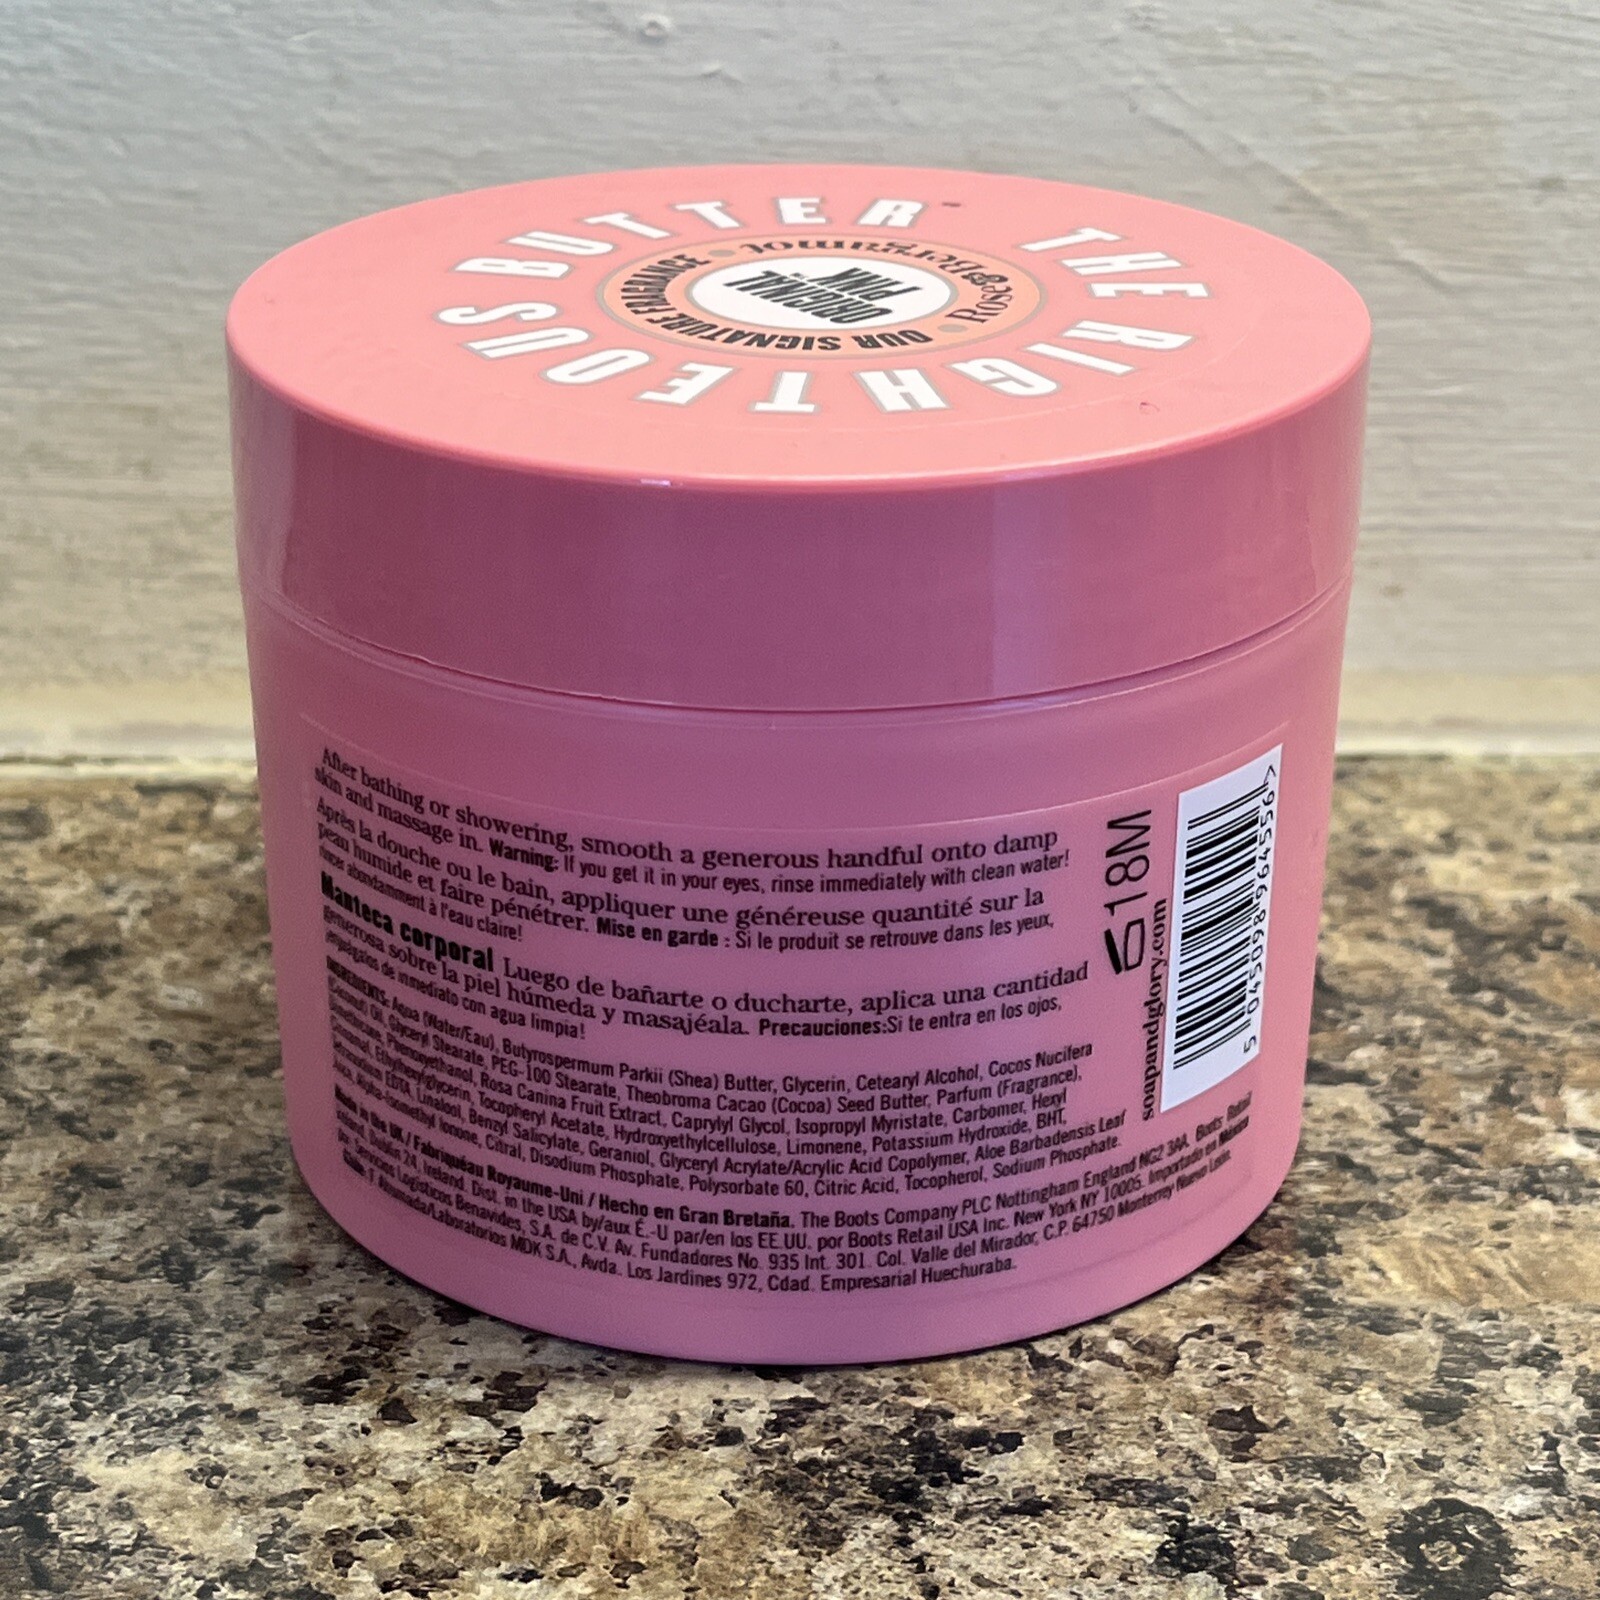 THE RIGHTEOUS BUTTER
OUR SIGNATURE FRAGRANCE
Rose&Bergamot
ORIGINAL
PINK
After bathing or showering, smooth a generous handful onto damp
skin and massage in. Warning: If you get it in your eyes, rinse immediately with clean water!
Après la douche ou le bain, appliquer une généreuse quantité sur la
peau humide et faire pénétrer. Mise en garde : Si le produit se retrouve dans les yeux,
rincer abondamment à l'eau claire!
Manteca corporal Luego de bañarte o ducharte, aplica una cantidad
generosa sobre la piel húmeda y masajéala. Precauciones:Si te entra en los ojos,
enjuágalos de inmediato con agua limpia!
INGREDIENTS: Aqua (Water/Eau), Butyrospermum Parkii (Shea) Butter, Glycerin, Cetearyl Alcohol, Cocos Nucifera
(Coconut) Oil, Glyceryl Stearate, PEG-100 Stearate, Theobroma Cacao (Cocoa) Seed Butter, Parfum (Fragrance),
Dimethicone, Phenoxyethanol, Rosa Canina Fruit Extract, Caprylyl Glycol, Isopropyl Myristate, Carbomer, Hexyl
Cinnamal, Ethylhexylglycerin, Tocopheryl Acetate, Hydroxyethylcellulose, Limonene, Potassium Hydroxide, BHT,
Tetrasodium EDTA, Linalool, Benzyl Salicylate, Geraniol, Glyceryl Acrylate/Acrylic Acid Copolymer, Aloe Barbadensis Leaf
Juice, Alpha-Isomethyl Ionone, Citral, Disodium Phosphate, Polysorbate 60, Citric Acid, Tocopherol, Sodium Phosphate.
Made in the UK / Fabriquéau Royaume-Uni / Hecho en Gran Bretaña. The Boots Company PLC Nottingham England NG2 3AA. Boots Retail
Ireland, Dublin 24, Ireland. Dist. in the USA by/aux É.-U par/en los EE.UU. por Boots Retail USA Inc. New York NY 10005. Importado en México
por: Servicios Logísticos Benavides, S.A. de C.V. Av. Fundadores No. 935 Int. 301. Col. Valle del Mirador, C.P. 64750 Monterrey Nuevo León.
Chile: F Ahumada/Laboratorios MDK S.A., Avda. Los Jardines 972, Cdad. Empresarial Huechuraba.
18M
soapandglory.com
5 045098 964556 >